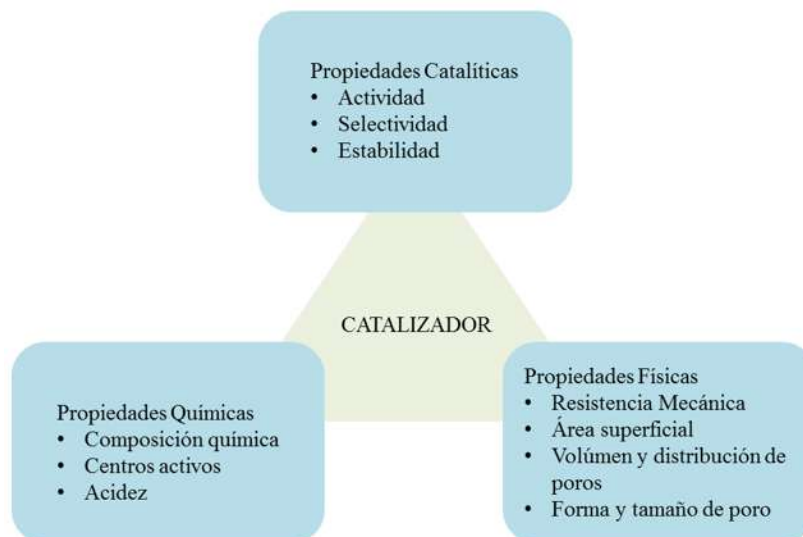 Propiedades Catalíticas
• Actividad
• Selectividad
• Estabilidad
CATALIZADOR
Propiedades Químicas
• Composición química
• Centros activos
• Acidez
Propiedades Físicas
• Resistencia Mecánica
• Área superficial
• Volúmen y distribución de
poros
• Forma y tamaño de poro